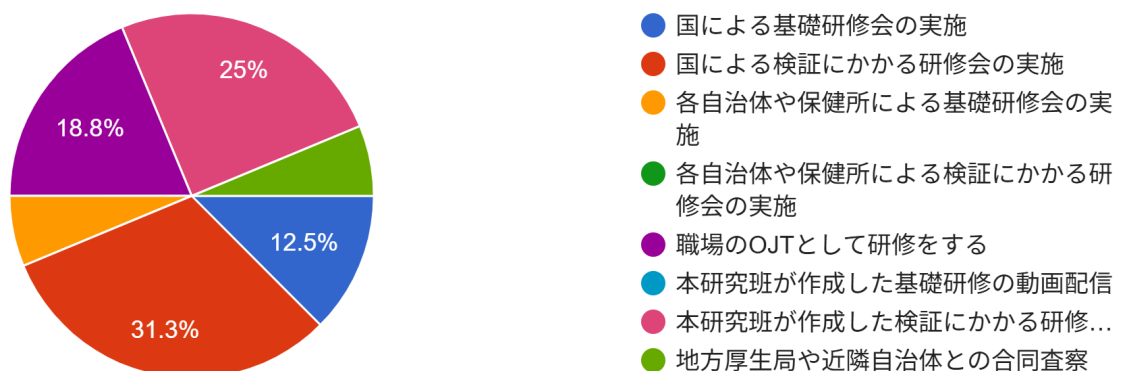 25%
18.8%
12.5%
31.3%
国による基礎研修会の実施
国による検証にかかる研修会の実施
各自治体や保健所による基礎研修会の実
施
各自治体や保健所による検証にかかる研
修会の実施
職場のOJTとして研修をする
本研究班が作成した基礎研修の動画配信
本研究班が作成した検証にかかる研修…
地方厚生局や近隣自治体との合同査察